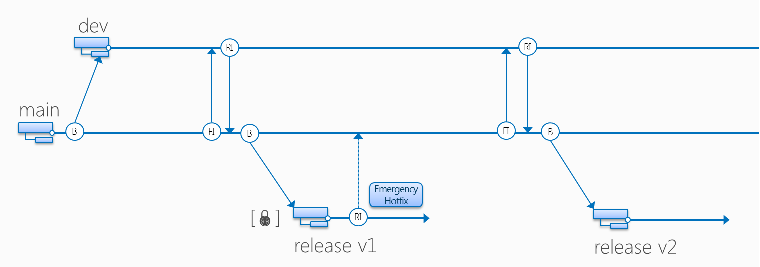 dev
RI
RI
main
B
FI
B
FI
B
Emergency
Hotfix
RI
release v1
release v2